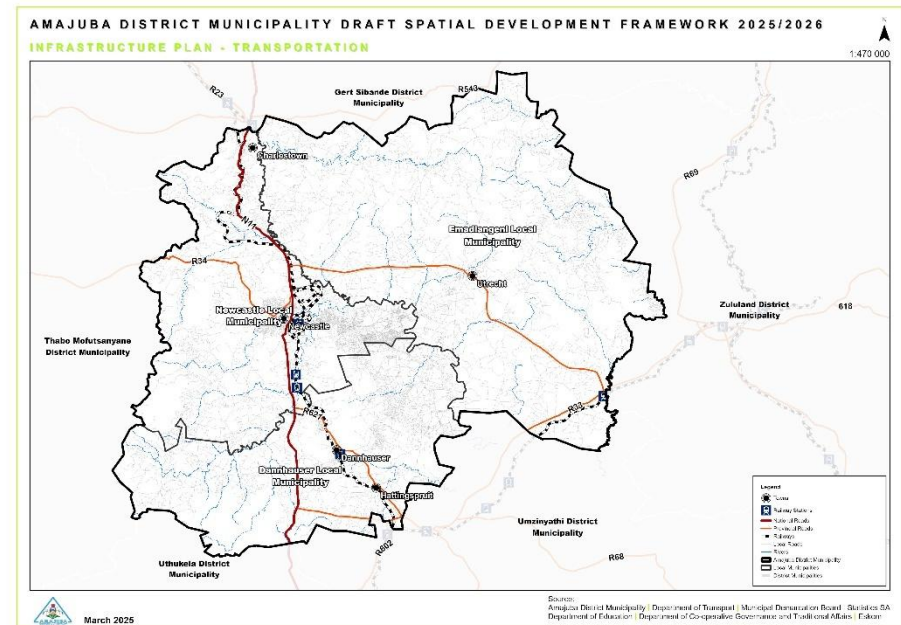 AMAJUBA DISTRICT MUNICIPALITY DRAFT SPATIAL DEVELOPMENT FRAMEWORK 2025/2026
INFRASTRUCTURE PLAN - TRANSPORTATION
N
1:470 000
R23
Gert Sibande District
Municipality
R543
Charlestown
R69
N11
Emadlangeni Local
Municipality
R34
Utrecht
Newcastle Local
Municipality
Newcastle
Zululand District
Municipality
618
Thabo Mofutsanyane
District Municipality
R33
R621
Dannhauser
Dannhauser Local
Municipality
Hattingspruit
Umzinyathi District
Municipality
R602
R68
Uthukela District
Municipality
Legend
Towns
Railway Stations
National Roads
Provincial Roads
Railways
Local Roads
Rivers
Amajuba District Municipality
Local Municipalities
District Municipalities
AMAJUBA
March 2025
Source:
Amajuba District Municipality | Department of Transport | Municipal Demarcation Board | Statistics SA
Department of Education | Department of Co-operative Governance and Traditional Affairs | Eskom